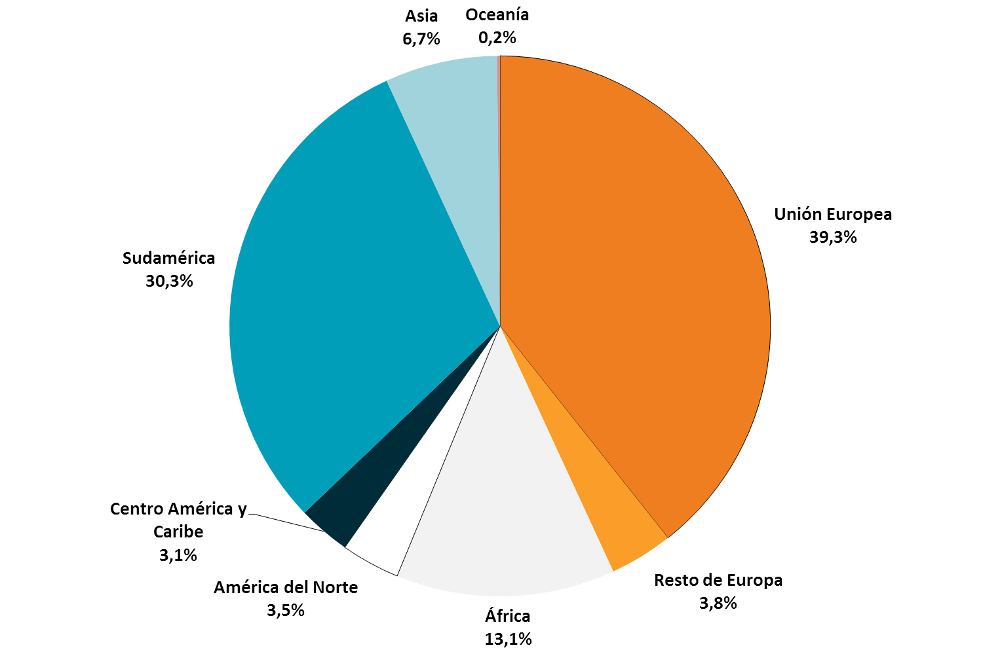 Asia
6,7%
Oceanía
0,2%
Unión Europea
39,3%
Sudamérica
30,3%
Centro América y
Caribe
3,1%
América del Norte
3,5%
Resto de Europa
3,8%
África
13,1%